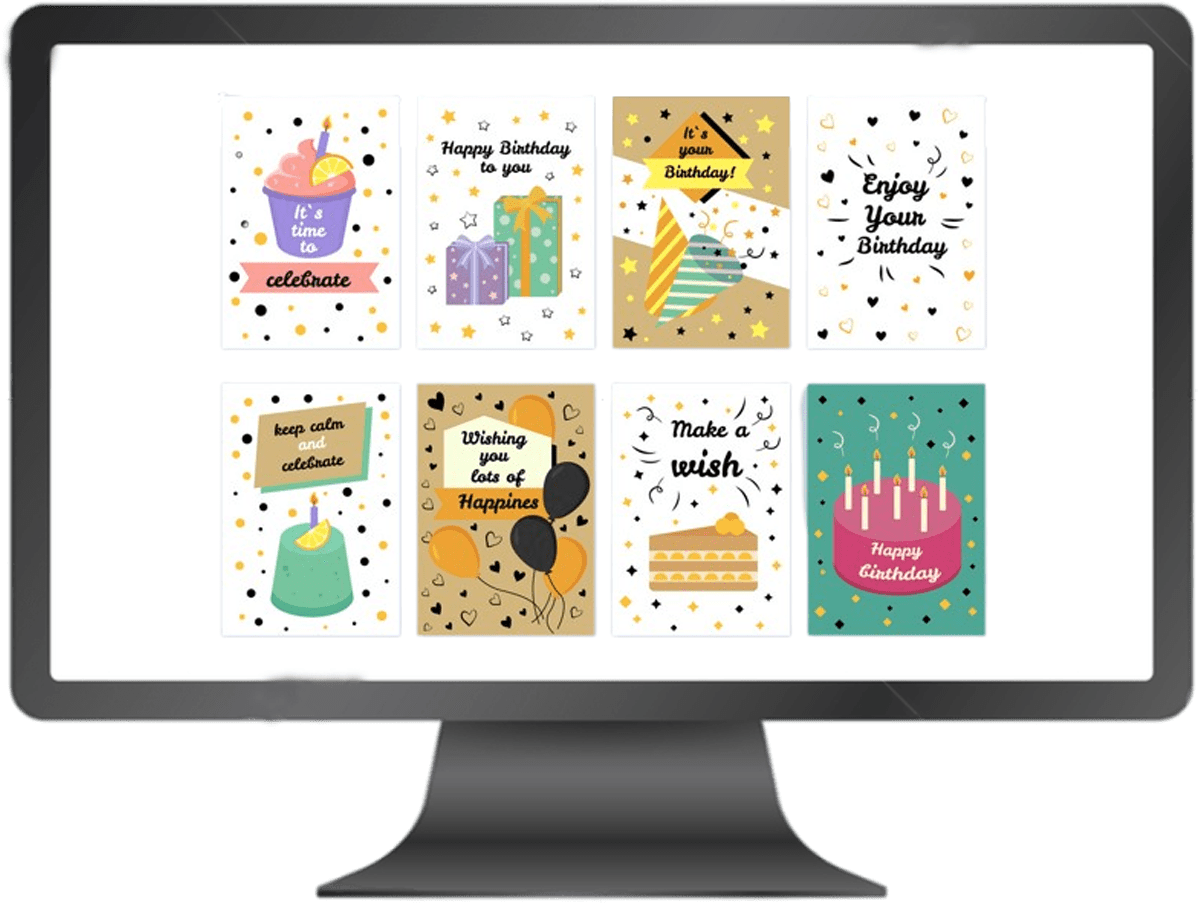 It`s
time
to
celebrate
Happy Birthday
to you
It`s
your
Birthday!
Enjoy
Your
Birthday
keep calm
and
celebrate
Wishing
you
lots of
Happines
Make a
wish
Happy
Birthday